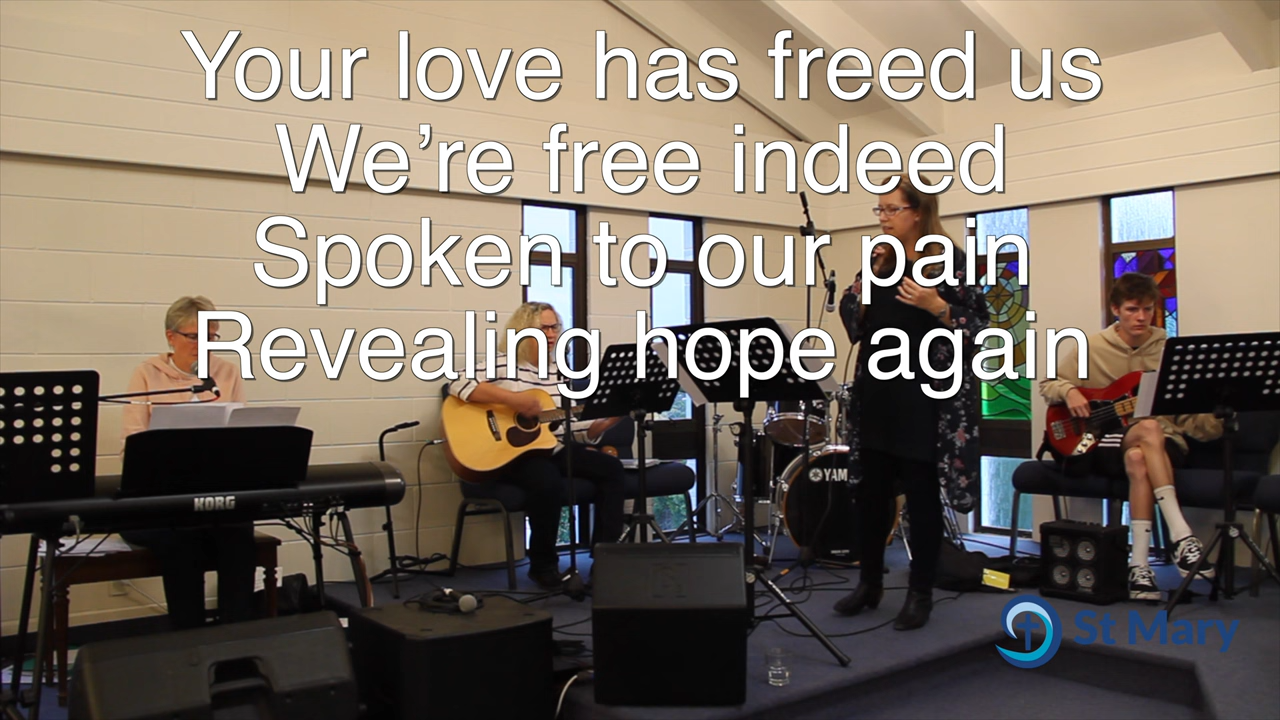 Your love has freed us
We’re free indeed
Spoken to our pain
Revealing hope again
KORG
YAM
St Mary